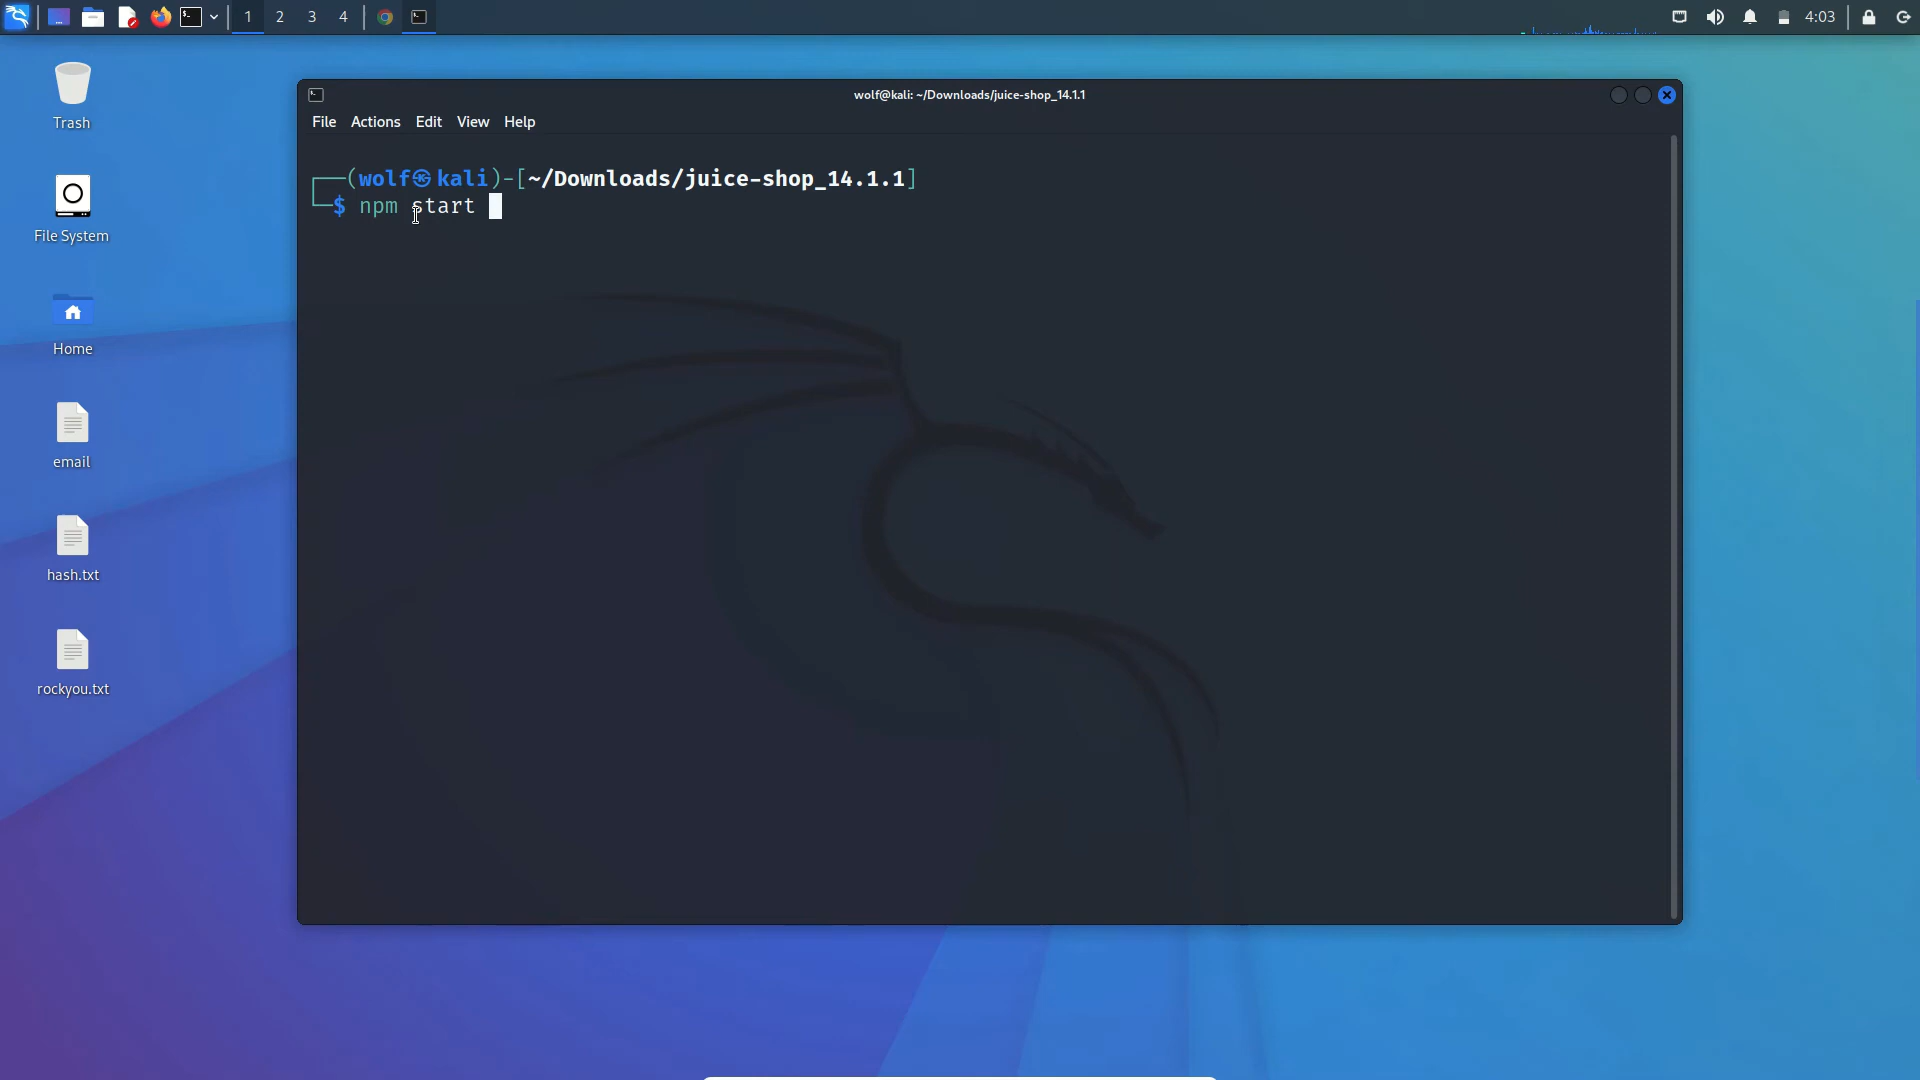 1 2 3 4
4:03
wolf@kali: ~/Downloads/juice-shop_14.1.1
File Actions Edit View Help
(wolf㉿kali)-[~/Downloads/juice-shop_14.1.1]
$ npm start
Trash
File System
Home
email
hash.txt
rockyou.txt